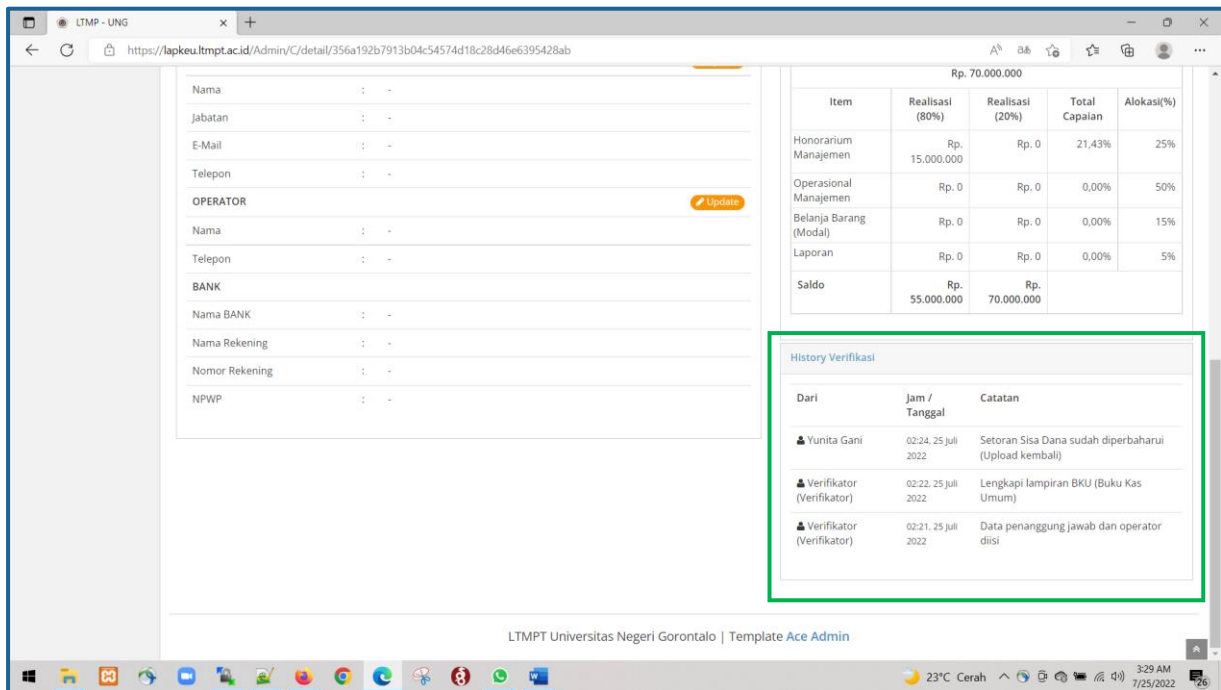 LTMP - UNG
https://lapkeu.ltmpt.ac.id/Admin/C/detail/356a192b7913b04c54574d18c28d46e6395428ab
Nama : -
Jabatan : -
E-Mail : -
Telepon : -
OPERATOR Update
Nama : -
Telepon : -
BANK
Nama BANK : -
Nama Rekening : -
Nomor Rekening : -
NPWP : -
Rp. 70.000.000
Item Realisasi (80%) Realisasi (20%) Total Capaian Alokasi(%)
Honorarium Manajemen Rp. 15.000.000 Rp. 0 21,43% 25%
Operasional Manajemen Rp. 0 Rp. 0 0,00% 50%
Belanja Barang (Modal) Rp. 0 Rp. 0 0,00% 15%
Laporan Rp. 0 Rp. 0 0,00% 5%
Saldo Rp. 55.000.000 Rp. 70.000.000
History Verifikasi
Dari Jam / Tanggal Catatan
Yunita Gani 02:24, 25 Juli 2022 Setoran Sisa Dana sudah diperbaharui (Upload kembali)
Verifikator (Verifikator) 02:22, 25 Juli 2022 Lengkapi lampiran BKU (Buku Kas Umum)
Verifikator (Verifikator) 02:21, 25 Juli 2022 Data penanggung jawab dan operator diisi
LTMPT Universitas Negeri Gorontalo | Template Ace Admin
23°C Cerah
3:29 AM
7/25/2022
26